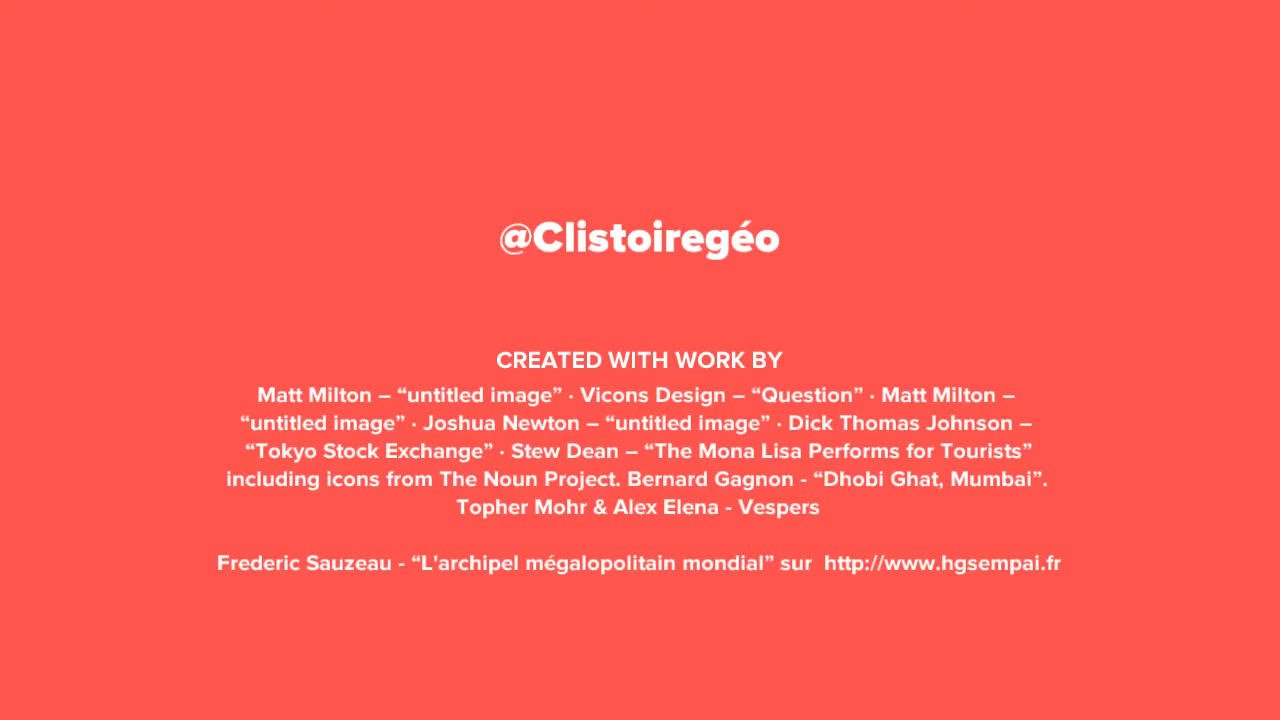 @Clistoiregéo
CREATED WITH WORK BY
Matt Milton – “untitled image” · Vicons Design – “Question” · Matt Milton –
“untitled image” · Joshua Newton – “untitled image” · Dick Thomas Johnson –
“Tokyo Stock Exchange” · Stew Dean – “The Mona Lisa Performs for Tourists”
including icons from The Noun Project. Bernard Gagnon - “Dhobi Ghat, Mumbai”.
Topher Mohr & Alex Elena - Vespers
Frederic Sauzeau - “L'archipel mégalopolitain mondial” sur  http://www.hgsempai.fr